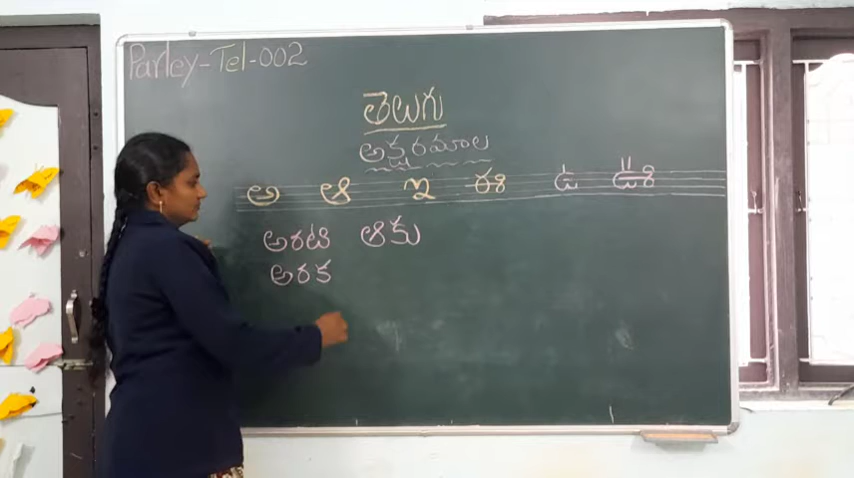 Parley-Tel-002
తెలుగు
అక్షరమాల
అ ఆ ఇ ఈ ఉ ఊ
అరటి ఆకు
అరక